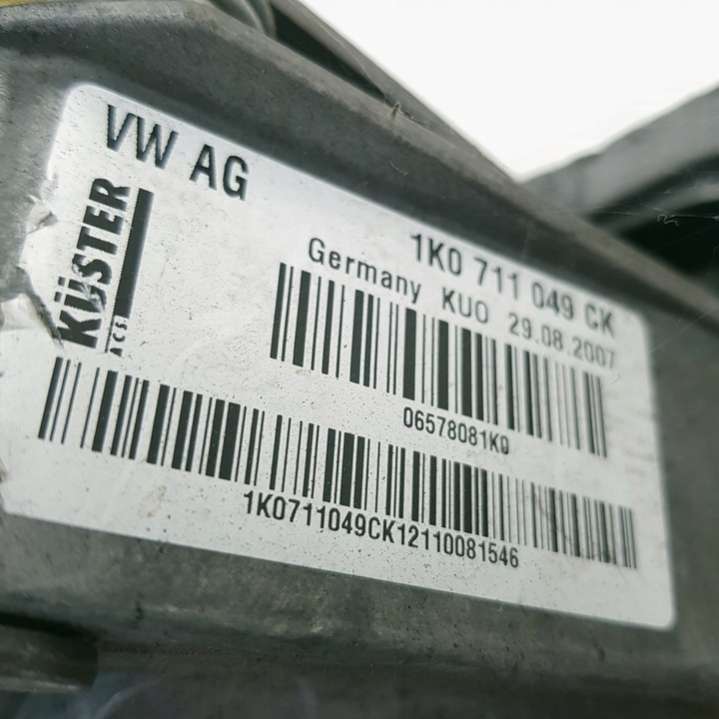 VW AG
KÜSTER
ACS
1K0 711 049 CK
Germany KUO 29.08.2007
06578081K0
1K0711049CK12110081546